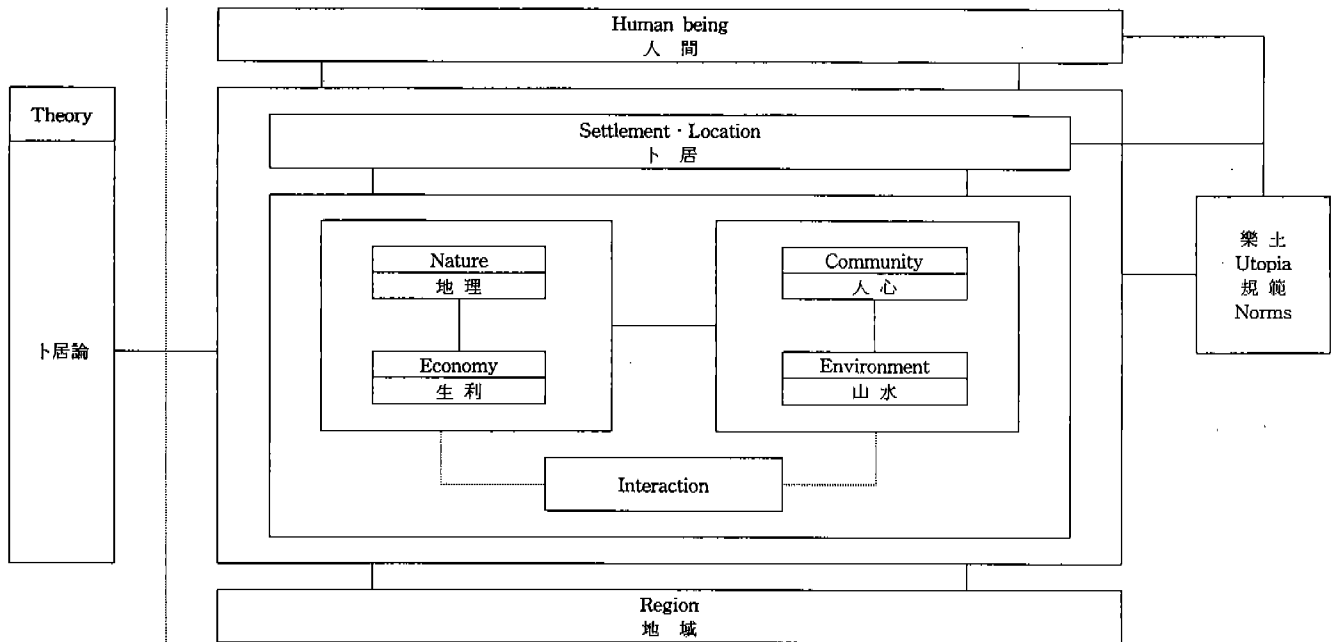 Human being
人 間
Theory
卜居論
Settlement · Location
卜 居
Nature
地 理
Economy
生 利
Community
人 心
Environment
山 水
Interaction
樂 土
Utopia
規 範
Norms
Region
地 域